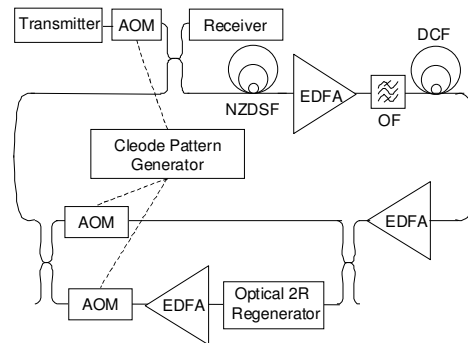 Transmitter
AOM
Receiver
DCF
NZDSF
EDFA
OF
Cleode Pattern
Generator
AOM
EDFA
AOM
EDFA
Optical 2R
Regenerator